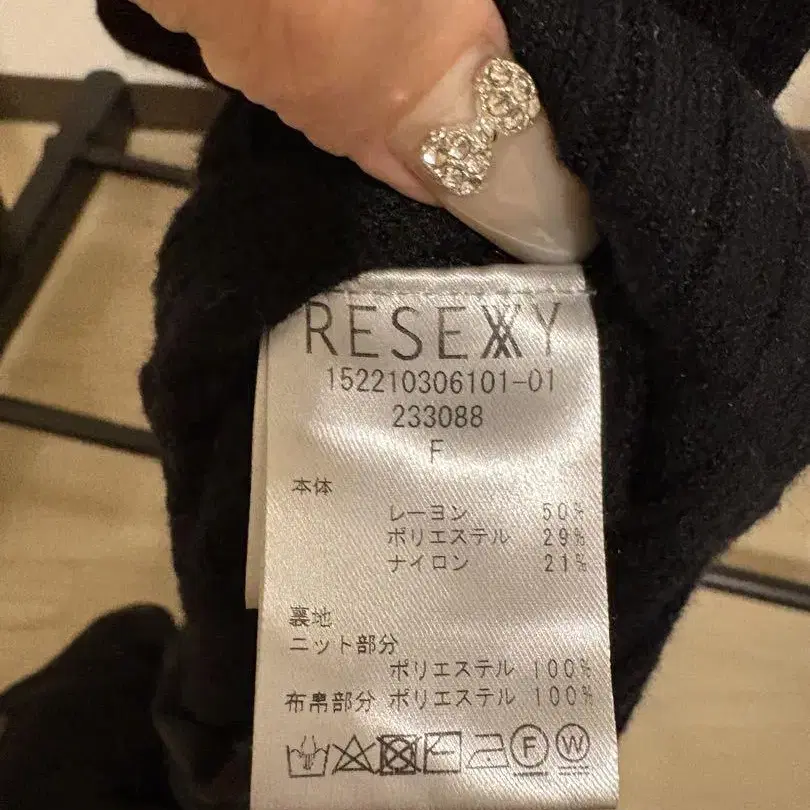 RESEXXY
152210306101-01
233088
F
本体
レーヨン 50%
ポリエステル 29%
ナイロン 21%
裏地
ニット部分
ポリエステル 100%
布帛部分 ポリエステル 100%
F W